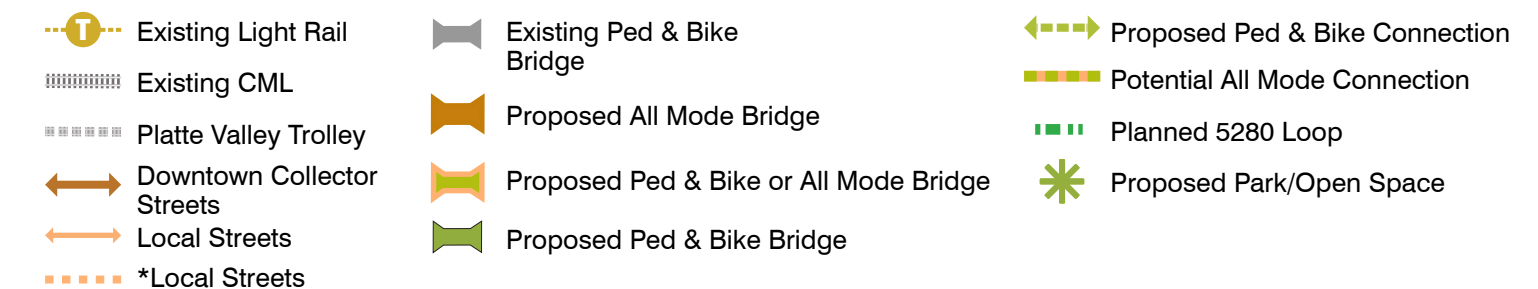 T
Existing Light Rail
Existing CML
Platte Valley Trolley
Downtown Collector
Streets
Local Streets
*Local Streets
Existing Ped & Bike
Bridge
Proposed All Mode Bridge
Proposed Ped & Bike or All Mode Bridge
Proposed Ped & Bike Bridge
Proposed Ped & Bike Connection
Potential All Mode Connection
Planned 5280 Loop
Proposed Park/Open Space